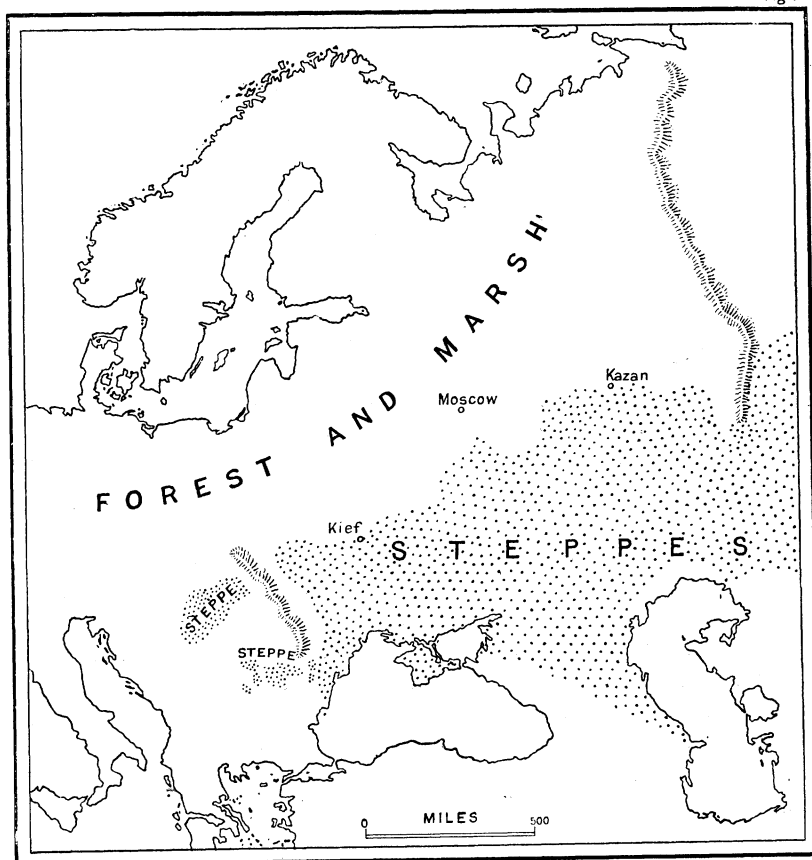 FOREST AND MARSH
Kazan
Moscow
Kief
STEPPES
STEPPE
STEPPE
MILES
0 500